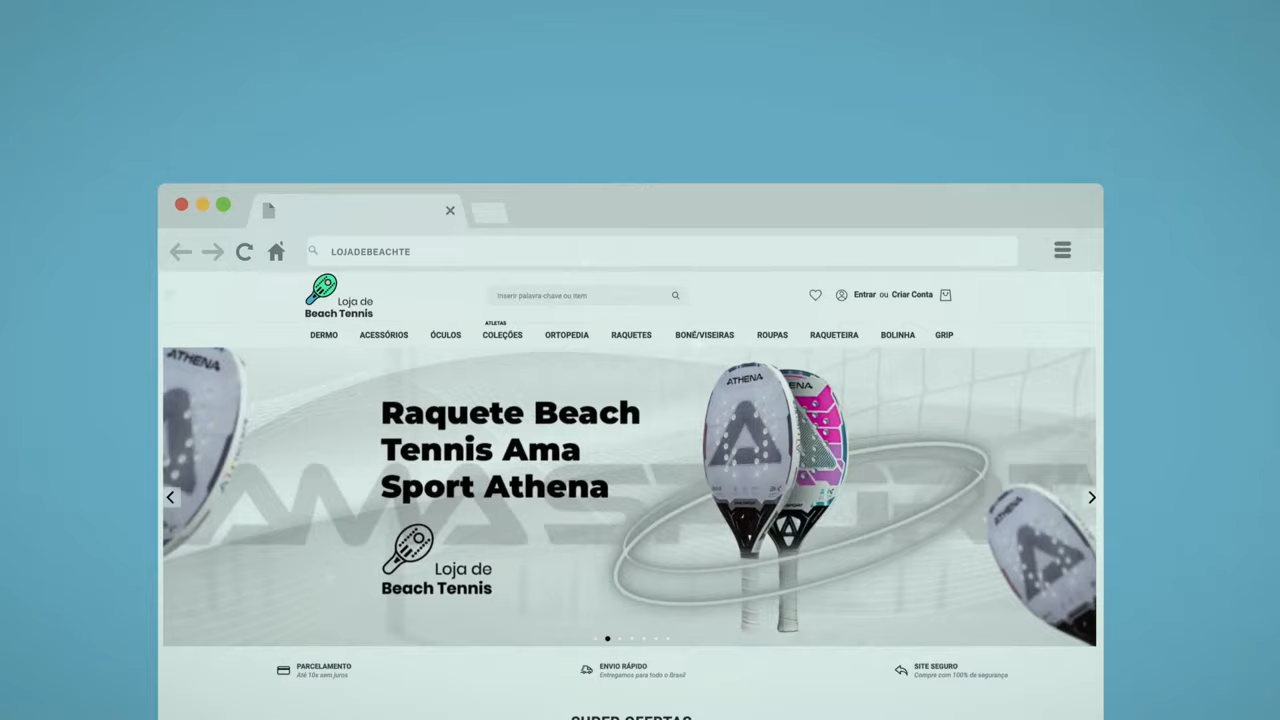 LOJADEBEACHTE
Loja de
Beach Tennis
Inserir palavra-chave ou item
Entrar ou Criar Conta
ATLETAS
DERMO ACESSÓRIOS ÓCULOS COLEÇÕES ORTOPEDIA RAQUETES BONÉ/VISEIRAS ROUPAS RAQUETEIRA BOLINHA GRIP
ATHENA
ATHENA
Raquete Beach
Tennis Ama
Sport Athena
AMASPORT
ATHENA
Loja de
Beach Tennis
PARCELAMENTO
Até 10x sem juros
ENVIO RÁPIDO
Entregamos para todo o Brasil
SITE SEGURO
Compre com 100% de segurança
SUPER OFERTAS